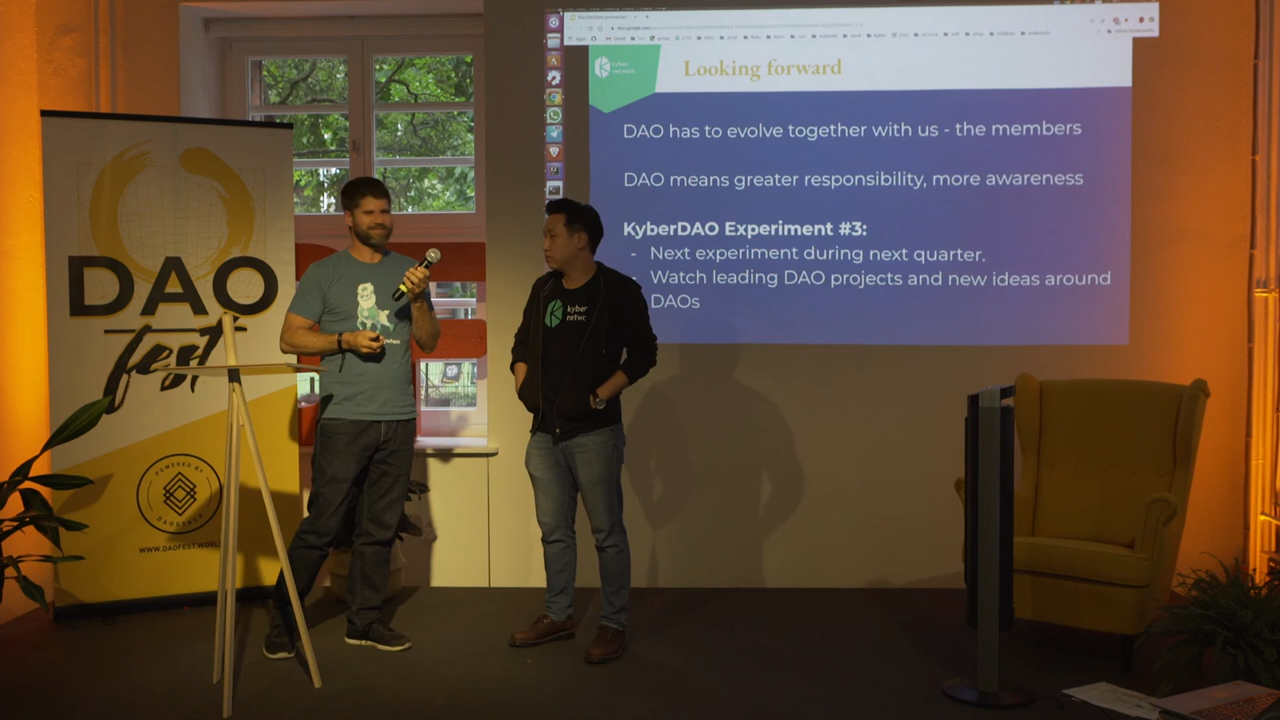 Looking forward
kyber
network
DAO has to evolve together with us - the members
DAO means greater responsibility, more awareness
KyberDAO Experiment #3:
- Next experiment during next quarter.
- Watch leading DAO projects and new ideas around
DAOs
DAO
fest
POWERED BY
DAOSTACK
WWW.DAOFEST.WORL
kyber
netwo